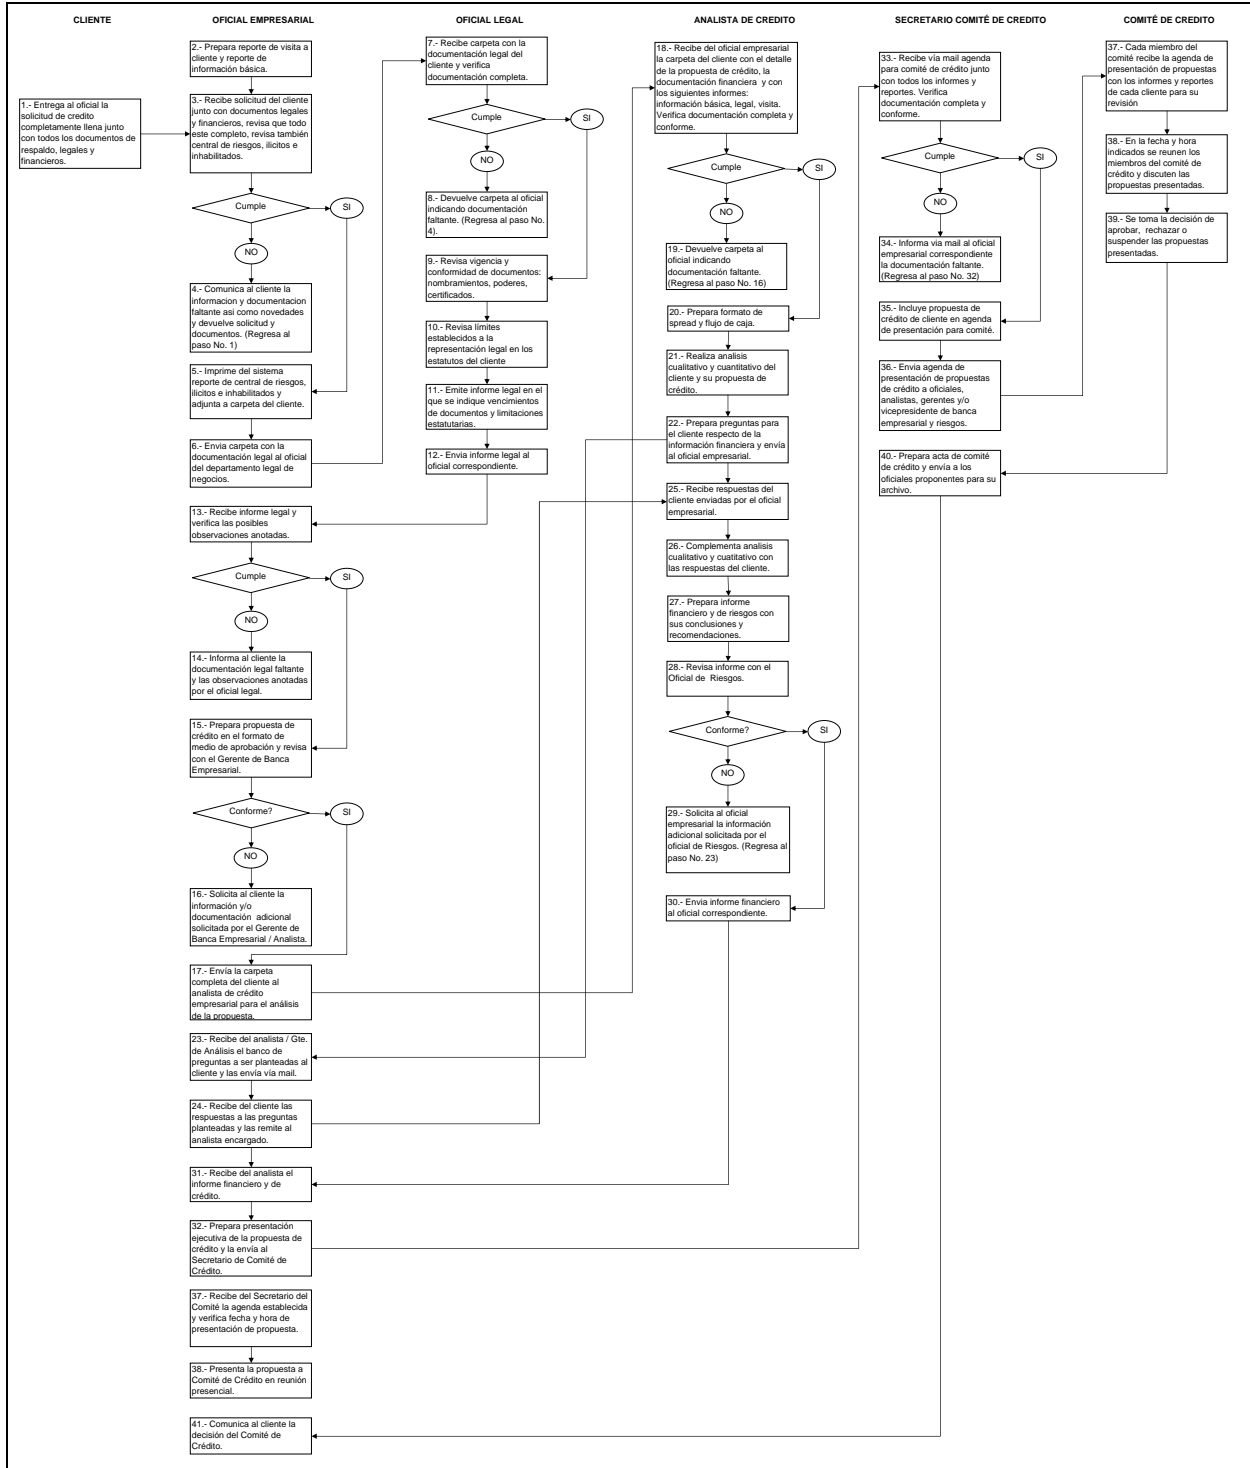 CLIENTE
OFICIAL EMPRESARIAL
OFICIAL LEGAL
ANALISTA DE CREDITO
SECRETARIO COMITÉ DE CREDITO
COMITÉ DE CREDITO
1.- Entrega al oficial la
solicitud de credito
completamente llena junto
con todos los documentos de
respaldo, legales y
financieros.
2.- Prepara reporte de visita a
cliente y reporte de
información básica.
3.- Recibe solicitud del cliente
junto con documentos legales
y financieros, revisa que todo
este completo, revisa también
central de riesgos, ilicitos e
inhabilitados.
Cumple
SI
NO
4.- Comunica al cliente la
informacion y documentacion
faltante asi como novedades
y devuelve solicitud y
documentos. (Regresa al
paso No. 1)
5.- Imprime del sistema
reporte de central de riesgos,
ilicitos e inhabilitados y
adjunta a carpeta del cliente.
6.- Envia carpeta con la
documentación legal al oficial
del departamento legal de
negocios.
13.- Recibe informe legal y
verifica las posibles
observaciones anotadas.
Cumple
SI
NO
14.- Informa al cliente la
documentación legal faltante
y las observaciones anotadas
por el oficial legal.
15.- Prepara propuesta de
crédito en el formato de
medio de aprobación y revisa
con el Gerente de Banca
Empresarial.
Conforme?
SI
NO
16.- Solicita al cliente la
información y/o
documentación adicional
solicitada por el Gerente de
Banca Empresarial / Analista.
17.- Envía la carpeta
completa del cliente al
analista de crédito
empresarial para el análisis
de la propuesta.
23.- Recibe del analista / Gte.
de Análisis el banco de
preguntas a ser planteadas al
cliente y las envía vía mail.
24.- Recibe del cliente las
respuestas a las preguntas
planteadas y las remite al
analista encargado.
31.- Recibe del analista el
informe financiero y de
crédito.
32.- Prepara presentación
ejecutiva de la propuesta de
crédito y la envía al
Secretario de Comité de
Crédito.
37.- Recibe del Secretario del
Comité la agenda establecida
y verifica fecha y hora de
presentación de propuesta.
38.- Presenta la propuesta a
Comité de Crédito en reunión
presencial.
41.- Comunica al cliente la
decisión del Comité de
Crédito.
7.- Recibe carpeta con la
documentación legal del
cliente y verifica
documentación completa.
Cumple
SI
NO
8.- Devuelve carpeta al oficial
indicando documentación
faltante. (Regresa al paso No.
4).
9.- Revisa vigencia y
conformidad de documentos:
nombramientos, poderes,
certificados.
10.- Revisa límites
establecidos a la
representación legal en los
estatutos del cliente
11.- Emite informe legal en el
que se indique vencimientos
de documentos y limitaciones
estatutarias.
12.- Envia informe legal al
oficial correspondiente.
18.- Recibe del oficial empresarial
la carpeta del cliente con el detalle
de la propuesta de crédito, la
documentación financiera y con
los siguientes informes:
información básica, legal, visita.
Verifica documentación completa y
conforme.
Cumple
SI
NO
19.- Devuelve carpeta al
oficial indicando
documentación faltante.
(Regresa al paso No. 16)
20.- Prepara formato de
spread y flujo de caja.
21.- Realiza analisis
cualitativo y cuantitativo del
cliente y su propuesta de
crédito.
22.- Prepara preguntas para
el cliente respecto de la
información financiera y envía
al oficial empresarial.
25.- Recibe respuestas del
cliente enviadas por el oficial
empresarial.
26.- Complementa analisis
cualitativo y cuatitativo con
las respuestas del cliente.
27.- Prepara informe
financiero y de riesgos con
sus conclusiones y
recomendaciones.
28.- Revisa informe con el
Oficial de Riesgos.
Conforme?
SI
NO
29.- Solicita al oficial
empresarial la información
adicional solicitada por el
oficial de Riesgos. (Regresa al
paso No. 23)
30.- Envia informe financiero
al oficial correspondiente.
33.- Recibe vía mail agenda
para comité de crédito junto
con todos los informes y
reportes. Verifica
documentación completa y
conforme.
Cumple
SI
NO
34.- Informa via mail al oficial
empresarial correspondiente
la documentación faltante.
(Regresa al paso No. 32)
35.- Incluye propuesta de
crédito de cliente en agenda
de presentación para comité.
36.- Envia agenda de
presentación de propuestas
de crédito a oficiales,
analistas, gerentes y/o
vicepresidente de banca
empresarial y riesgos.
40.- Prepara acta de comité
de crédito y envía a los
oficiales proponentes para su
archivo.
37.- Cada miembro del
comité recibe la agenda de
presentación de propuestas
con los informes y reportes
de cada cliente para su
revisión
38.- En la fecha y hora
indicados se reunen los
miembros del comité de
crédito y discuten las
propuestas presentadas.
39.- Se toma la decisión de
aprobar, rechazar o
suspender las propuestas
presentadas.